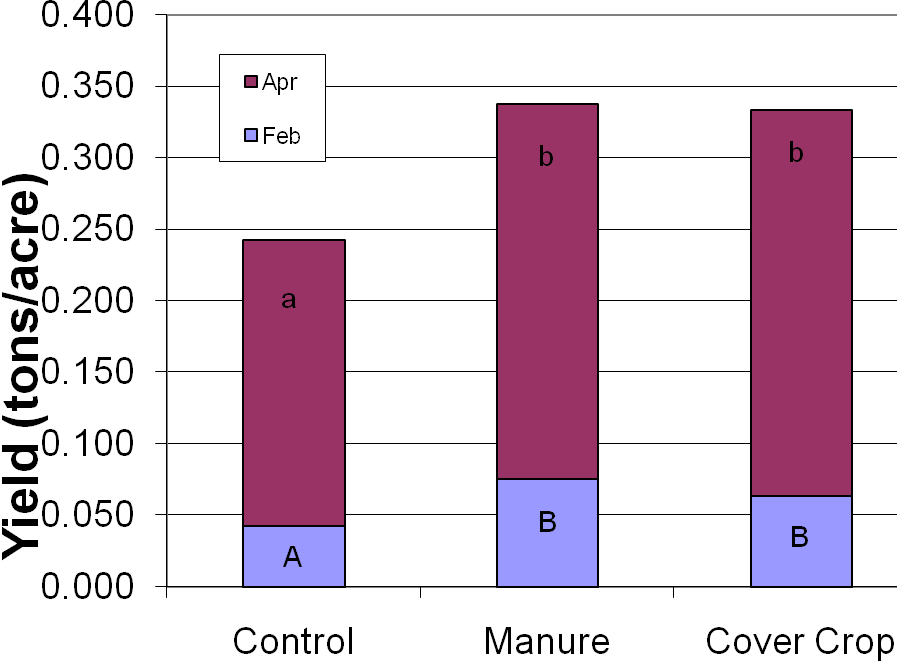 Yield (tons/acre)
0.400
0.350
0.300
0.250
0.200
0.150
0.100
0.050
0.000
Apr
Feb
a
b
b
A
B
B
Control
Manure
Cover Crop